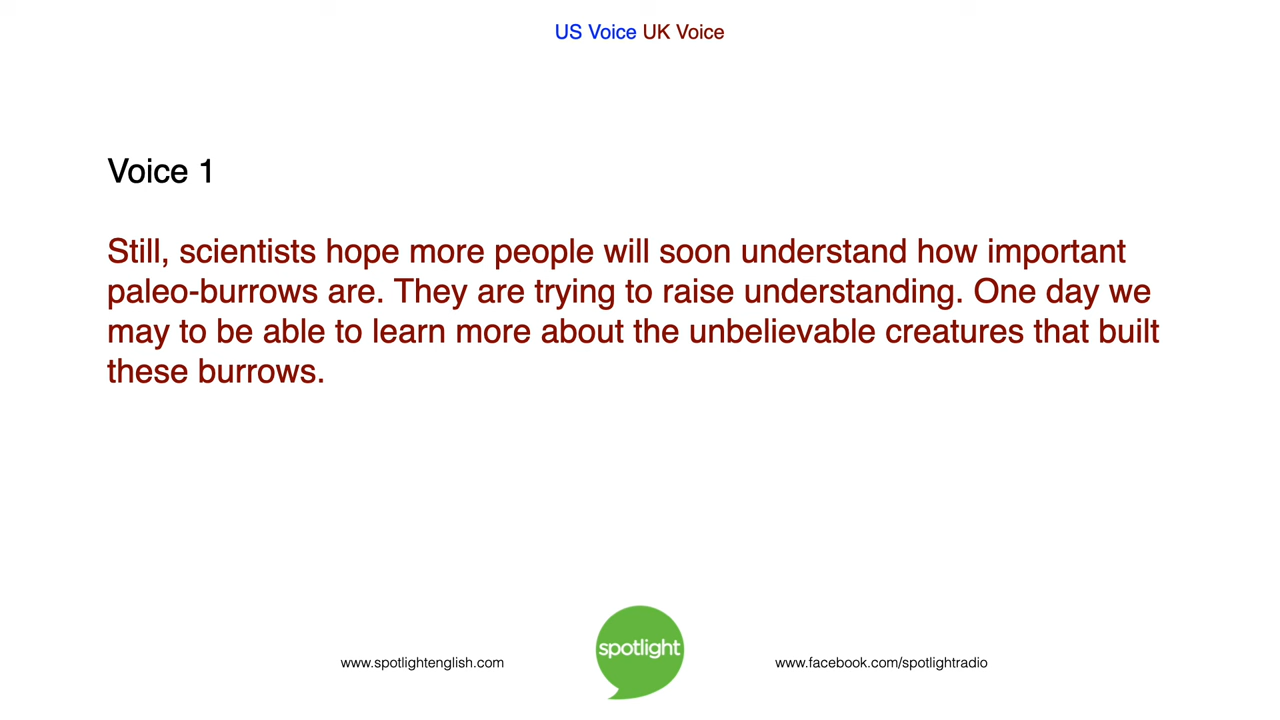 US Voice UK Voice
Voice 1
Still, scientists hope more people will soon understand how important
paleo-burrows are. They are trying to raise understanding. One day we
may to be able to learn more about the unbelievable creatures that built
these burrows.
spotlight
www.spotlightenglish.com
www.facebook.com/spotlightradio